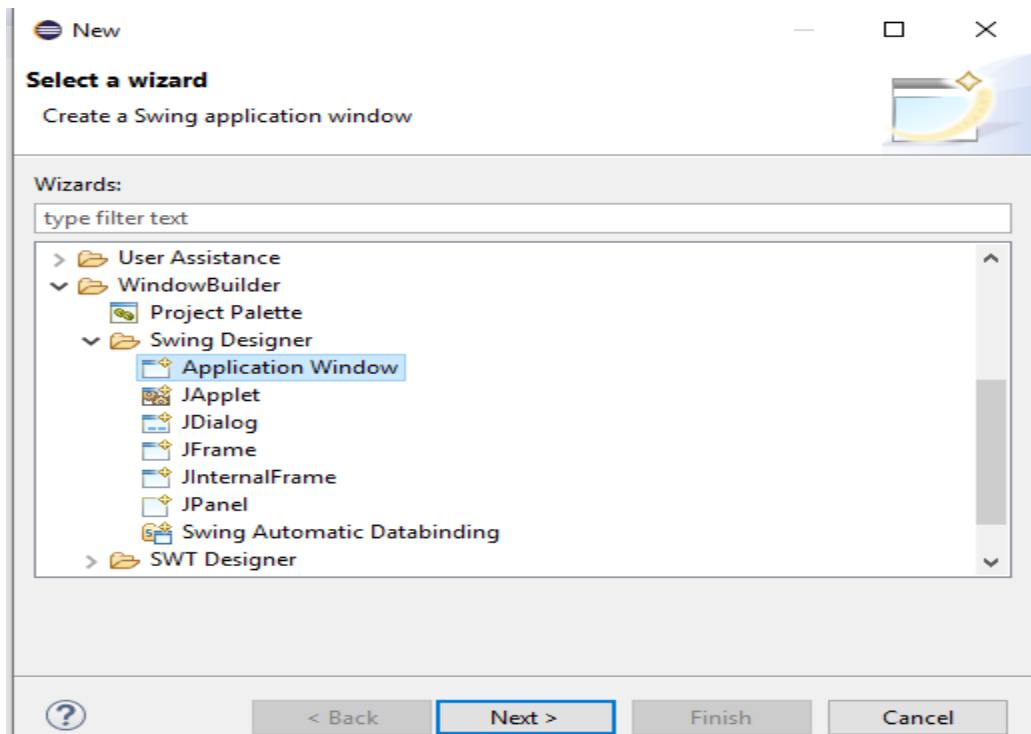 New
Select a wizard
Create a Swing application window
Wizards:
type filter text
User Assistance
WindowBuilder
Project Palette
Swing Designer
Application Window
JApplet
JDialog
JFrame
JInternalFrame
JPanel
Swing Automatic Databinding
SWT Designer
? < Back Next > Finish Cancel